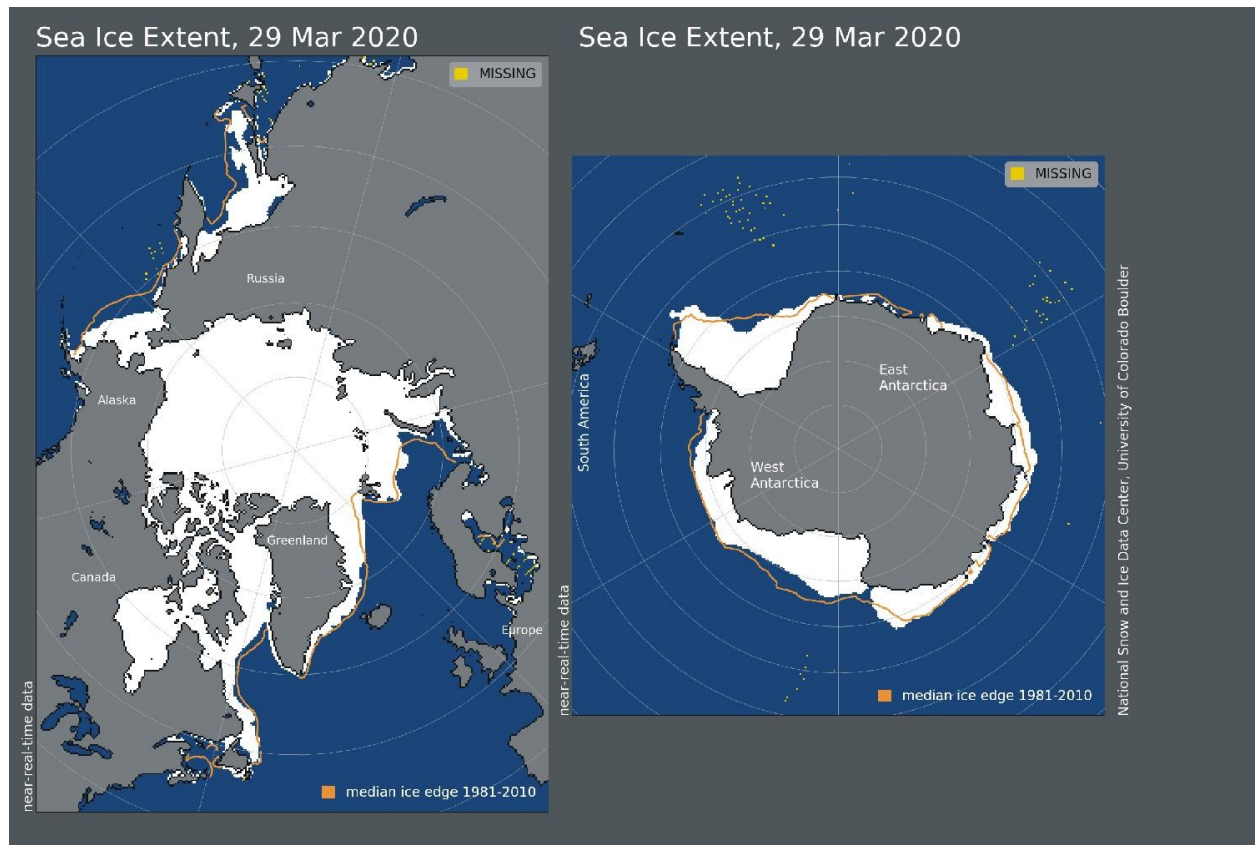 Sea Ice Extent, 29 Mar 2020
MISSING
Russia
Alaska
Greenland
Canada
Europe
median ice edge 1981-2010
near-real-time data
Sea Ice Extent, 29 Mar 2020
MISSING
East
Antarctica
South America
West
Antarctica
median ice edge 1981-2010
near-real-time data
National Snow and Ice Data Center, University of Colorado Boulder